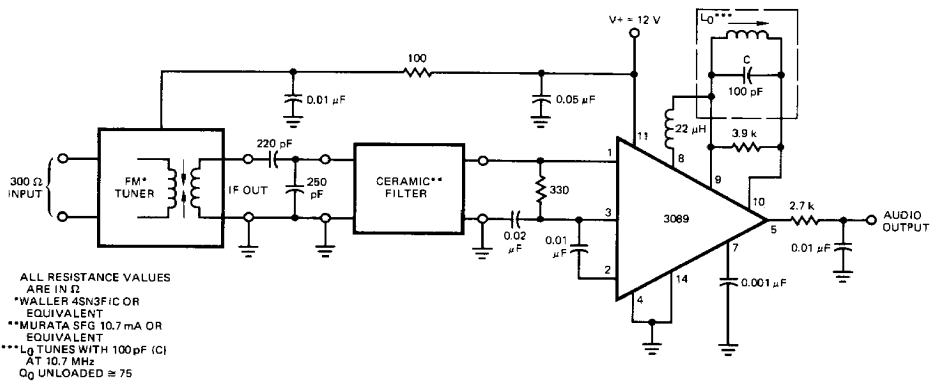 L₀***
V+ = 12 V
C
100 pF
100
0.01 µF
0.05 µF
22 µH
3.9 k
11
8
9
10
220 pF
FM*
TUNER
300 Ω
INPUT
IF OUT
250
pF
CERAMIC**
FILTER
330
1
3
2
3089
2.7 k
5
AUDIO
OUTPUT
0.02
µF
0.01
µF
0.01
µF
7
0.001 µF
4
14
ALL RESISTANCE VALUES
ARE IN Ω
*WALLER 4SN3FIC OR
EQUIVALENT
**MURATA SFG 10.7 mA OR
EQUIVALENT
***L₀ TUNES WITH 100 pF (C)
AT 10.7 MHz
Q₀ UNLOADED ≅ 75